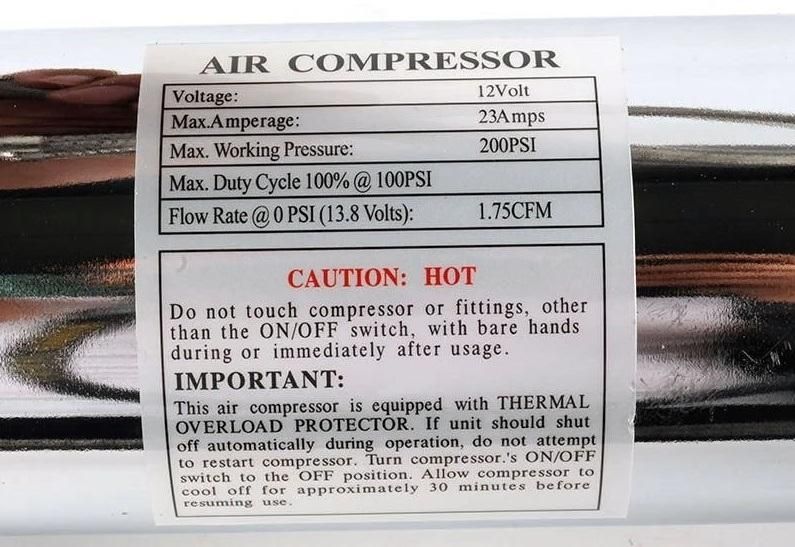 AIR COMPRESSOR
Voltage: 12Volt
Max.Amperage: 23Amps
Max. Working Pressure: 200PSI
Max. Duty Cycle 100% @ 100PSI
Flow Rate @ 0 PSI (13.8 Volts): 1.75CFM
CAUTION: HOT
Do not touch compressor or fittings, other
than the ON/OFF switch, with bare hands
during or immediately after usage.
IMPORTANT:
This air compressor is equipped with THERMAL
OVERLOAD PROTECTOR. If unit should shut
off automatically during operation, do not attempt
to restart compressor. Turn compressor.'s ON/OFF
switch to the OFF position. Allow compressor to
cool off for approximately 30 minutes before
resuming use.